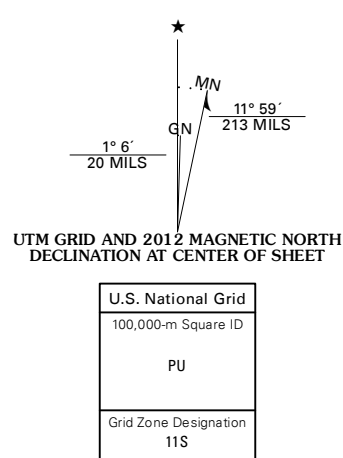 ★
MN
11° 59´
213 MILS
GN
1° 6´
20 MILS
UTM GRID AND 2012 MAGNETIC NORTH
DECLINATION AT CENTER OF SHEET
U.S. National Grid
100,000-m Square ID
PU
Grid Zone Designation
11S